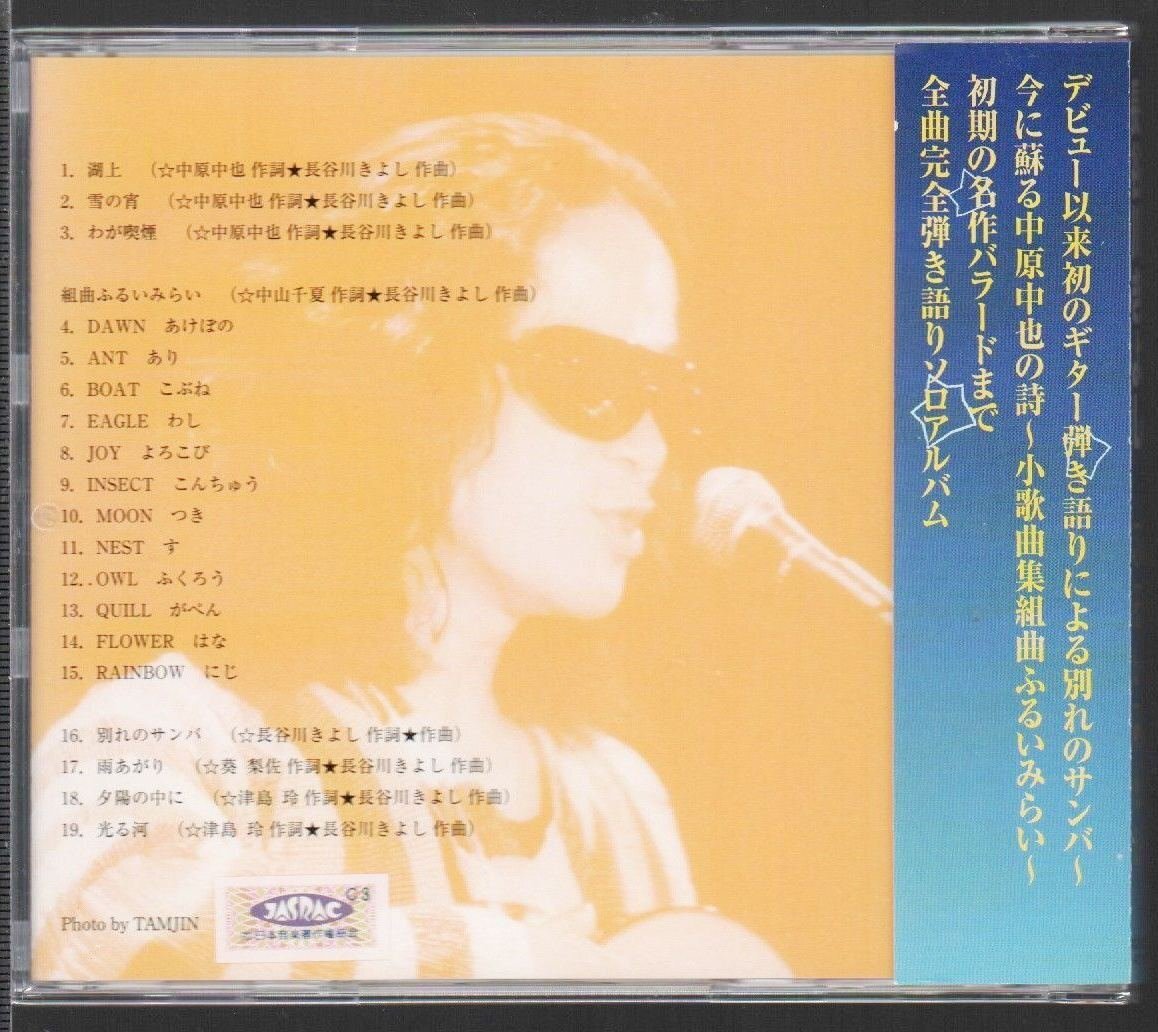 1. 湖上 （☆中原中也 作詞★長谷川きよし 作曲）
2. 雪の宵 （☆中原中也 作詞★長谷川きよし 作曲）
3. わが喫煙 （☆中原中也 作詞★長谷川きよし 作曲）
組曲ふるいみらい （☆中山千夏 作詞★長谷川きよし 作曲）
4. DAWN あけぼの
5. ANT あり
6. BOAT こぶね
7. EAGLE わし
8. JOY よろこび
9. INSECT こんちゅう
10. MOON つき
11. NEST す
12. OWL ふくろう
13. QUILL がぺん
14. FLOWER はな
15. RAINBOW にじ
16. 別れのサンバ （☆長谷川きよし 作詞★作曲）
17. 雨あがり （☆葵 梨佐 作詞★長谷川きよし 作曲）
18. 夕陽の中に （☆津島 玲 作詞★長谷川きよし 作曲）
19. 光る河 （☆津島 玲 作詞★長谷川きよし 作曲）
Photo by TAMJIN
C3
JASRAC
デビュー以来初のギター弾き語りによる別れのサンバ～
今に蘇る中原中也の詩～小歌曲集組曲ふるいみらい～
初期の名作バラードまで
全曲完全弾き語りソロアルバム